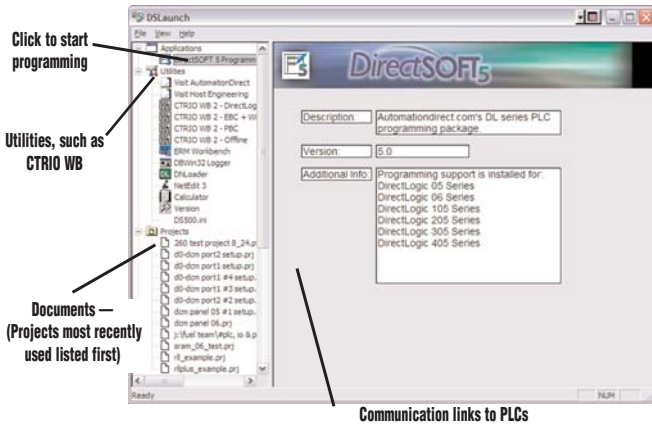 DSLaunch
File View Help
Click to start
programming
Utilities, such as
CTRIO WB
Documents —
(Projects most recently
used listed first)
Applications
DirectSOFT 5 Programm
Utilities
Visit AutomationDirect
Visit Host Engineering
CTRIO WB 2 - DirectLog
CTRIO WB 2 - EBC + Wi
CTRIO WB 2 - PBC
CTRIO WB 2 - Offline
ERM Workbench
DBWin32 Logger
DNLoader
NetEdit 3
Calculator
Version
DS500.ini
Projects
260 test project 8_24.p
d0-dcm port2 setup.prj
d0-dcm port1 setup.prj
d0-dcm port1 #4 setup.
d0-dcm port1 #3 setup.
d0-dcm port2 #2 setup.
dcm panel 05 #1 setup.
dcm panel 06.prj
j:\fuel team\#plc, io & p
sram_06_test.prj
rll_example.prj
rllplus_example.prj
Ready
5
DirectSOFT5
Description:
Automationdirect.com's DL series PLC
programming package.
Version:
5.0
Additional Info:
Programming support is installed for:
DirectLogic 05 Series
DirectLogic 06 Series
DirectLogic 105 Series
DirectLogic 205 Series
DirectLogic 305 Series
DirectLogic 405 Series
NUM
Communication links to PLCs